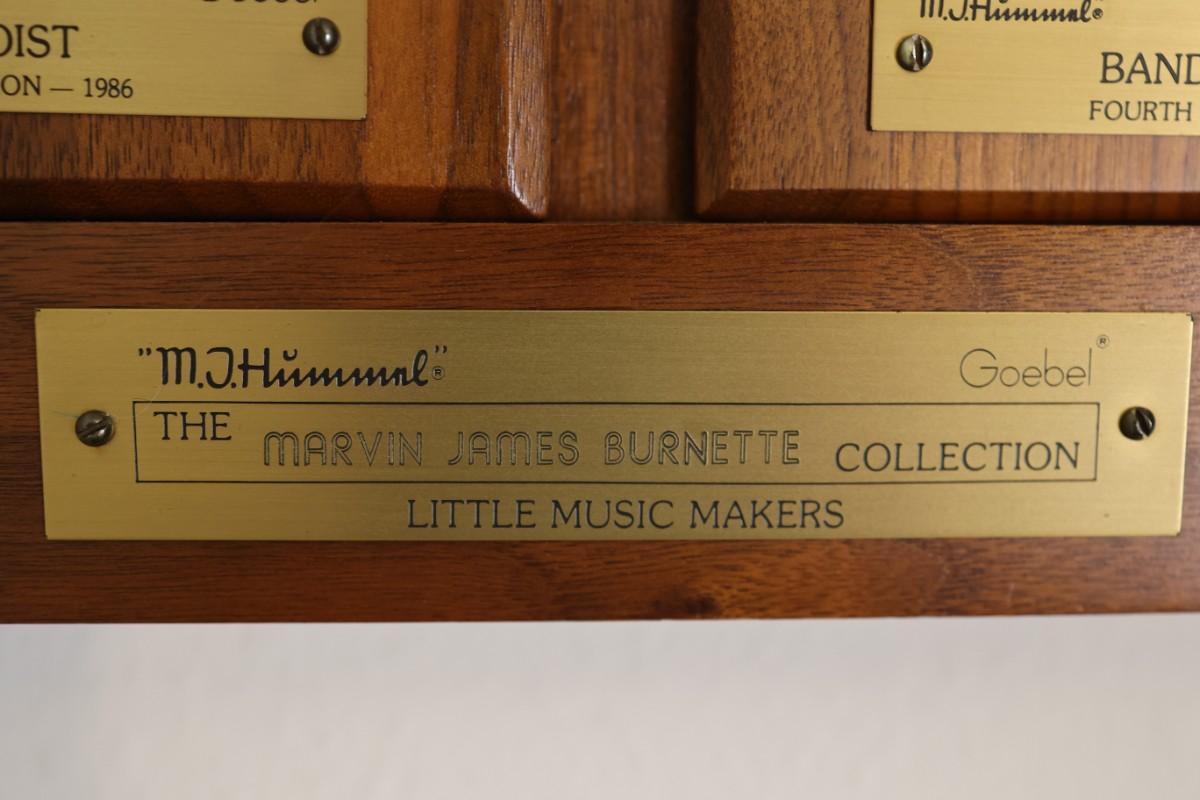 OIST
ON — 1986
M.J.Hummel®
BAND
FOURTH
"M.J.Hummel"®
Goebel®
THE MARVIN JAMES BURNETTE COLLECTION
LITTLE MUSIC MAKERS